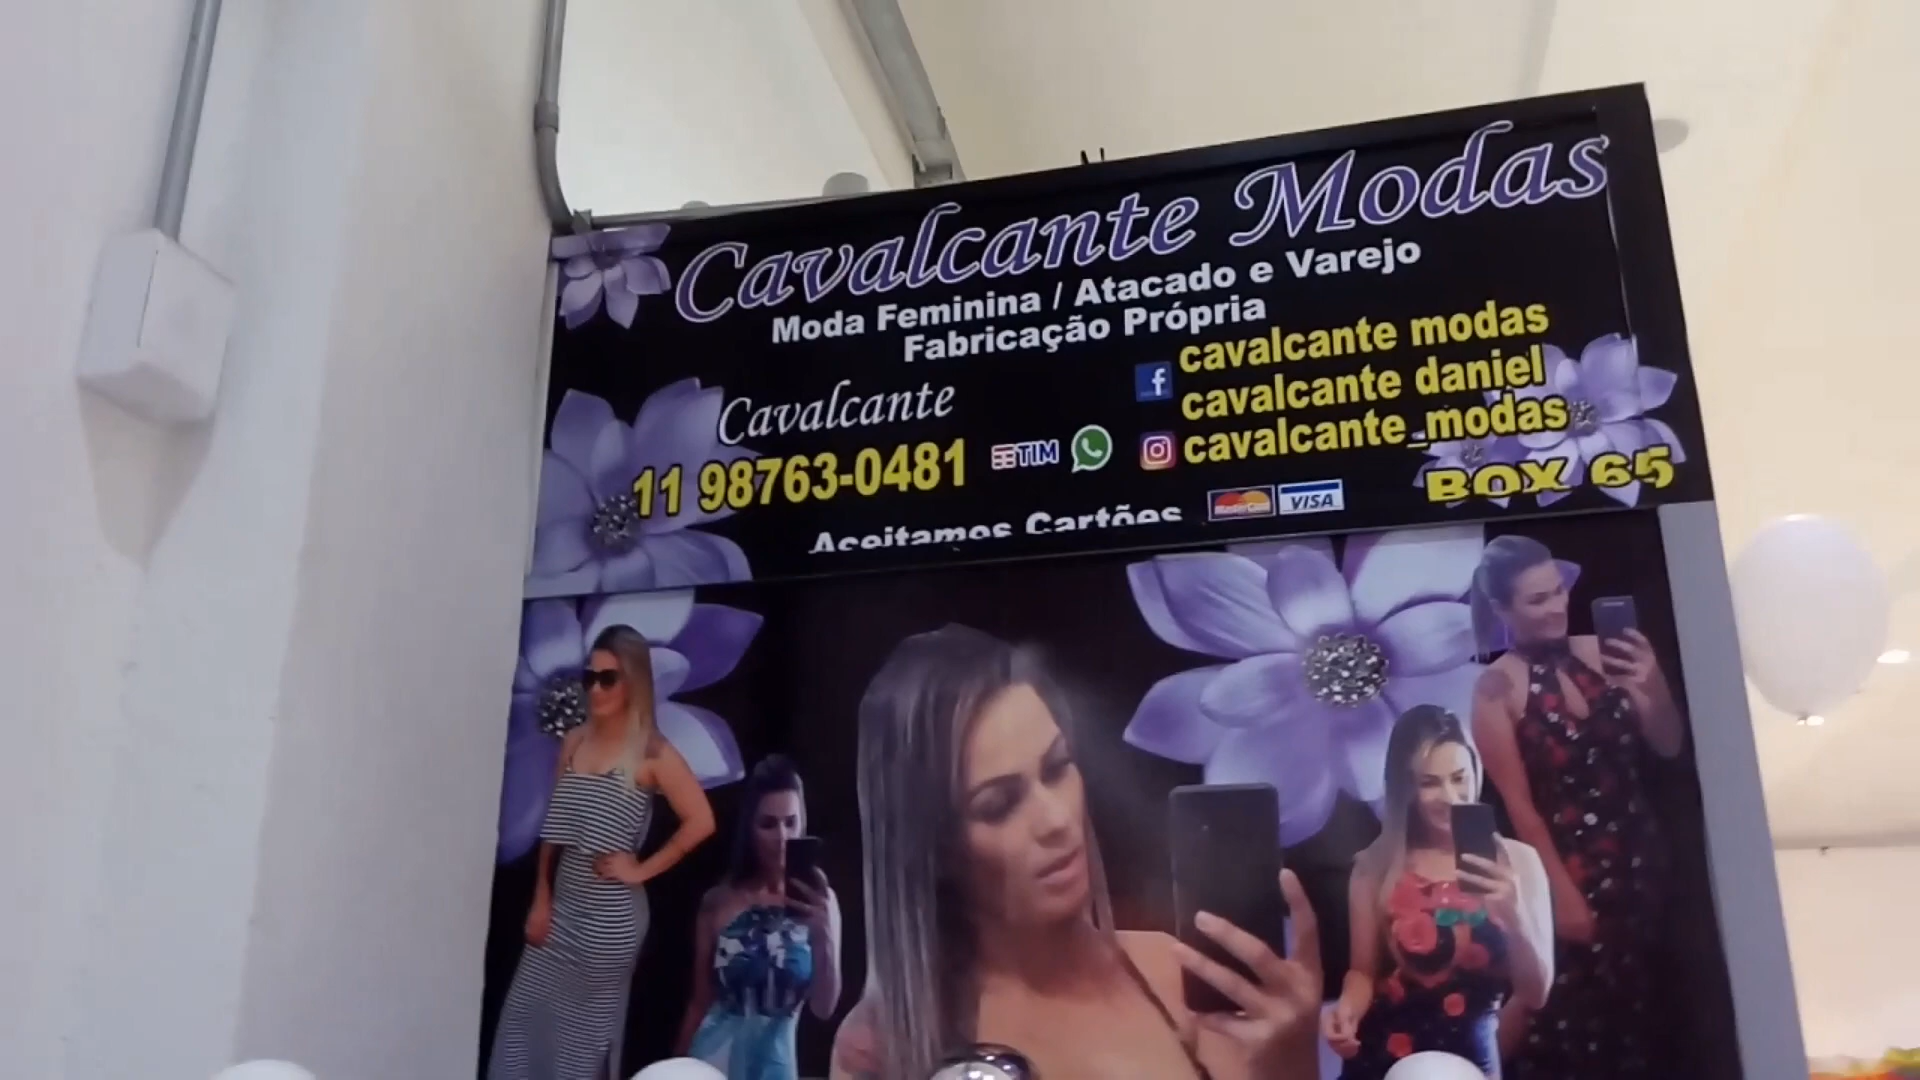 Cavalcante Modas
Moda Feminina / Atacado e Varejo
Fabricação Própria
cavalcante modas
cavalcante daniel
cavalcante_modas
Cavalcante
11 98763-0481
TIM
BOX 65
Aceitamos Cartões
MasterCard
VISA